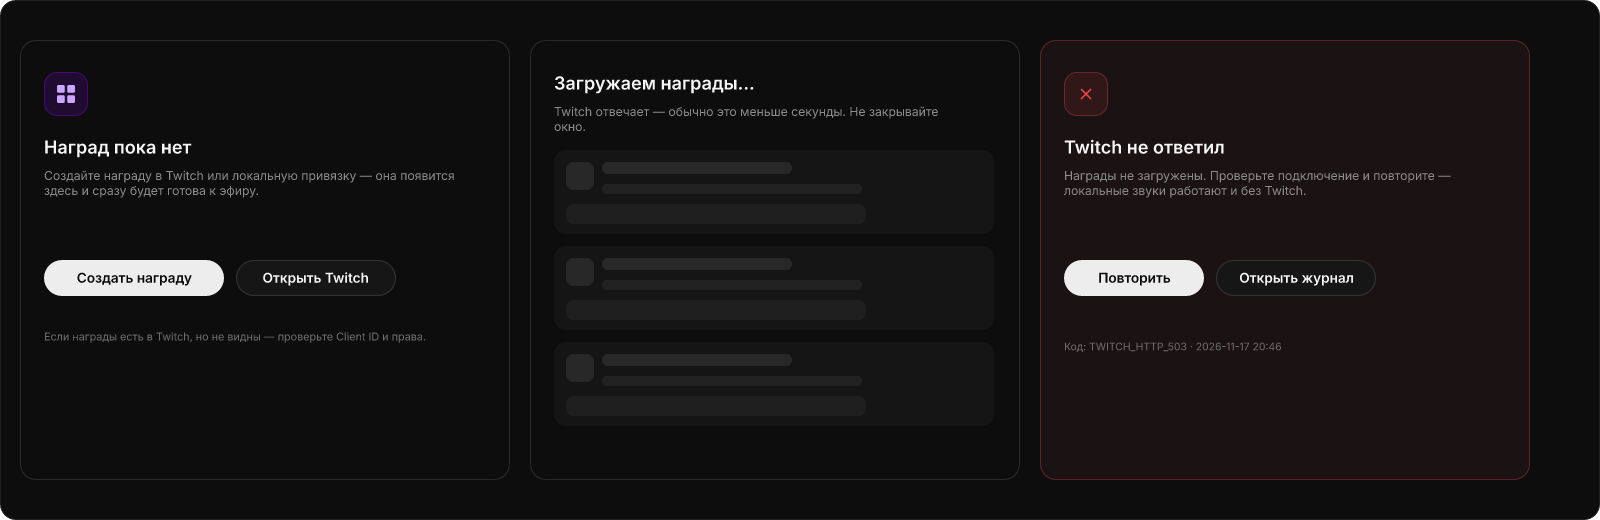 Наград пока нет
Создайте награду в Twitch или локальную привязку — она появится
здесь и сразу будет готова к эфиру.
Создать награду
Открыть Twitch
Если награды есть в Twitch, но не видны — проверьте Client ID и права.
Загружаем награды...
Twitch отвечает — обычно это меньше секунды. Не закрывайте
окно.
Twitch не ответил
Награды не загружены. Проверьте подключение и повторите —
локальные звуки работают и без Twitch.
Повторить
Открыть журнал
Код: TWITCH_HTTP_503 · 2026-11-17 20:46